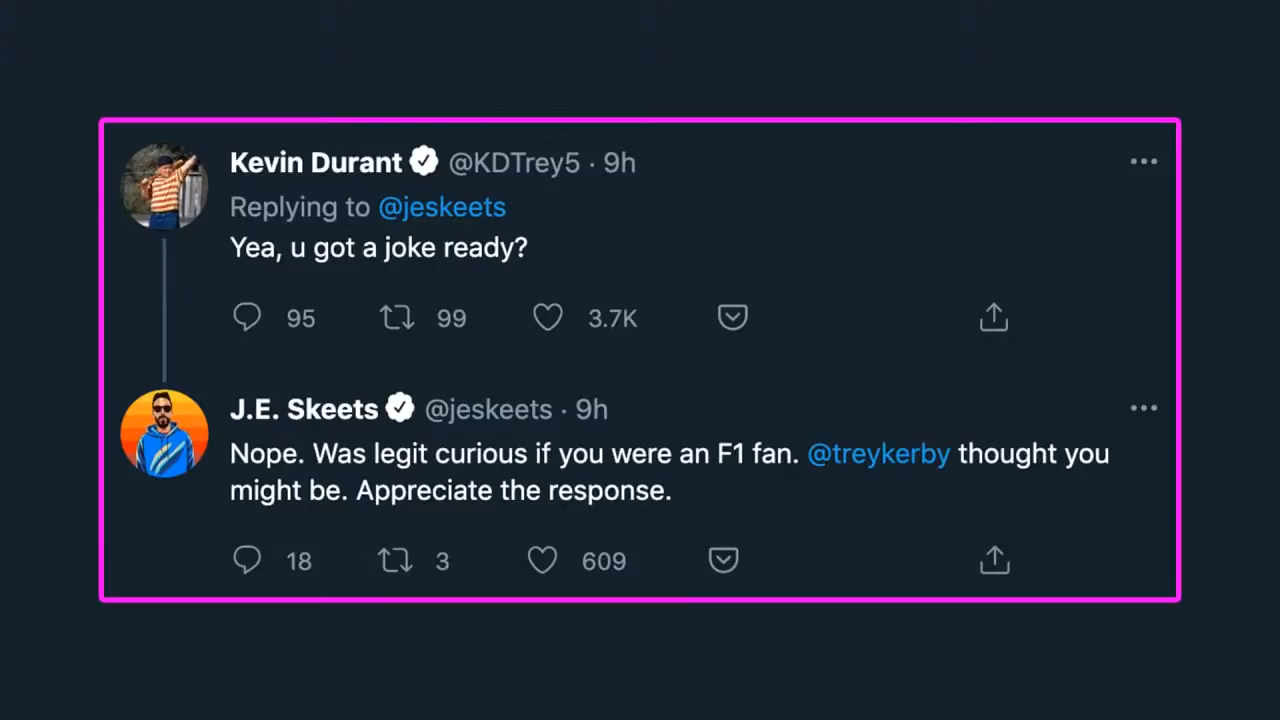 Kevin Durant @KDTrey5 · 9h
Replying to @jeskeets
Yea, u got a joke ready?
95 99 3.7K
J.E. Skeets @jeskeets · 9h
Nope. Was legit curious if you were an F1 fan. @treykerby thought you
might be. Appreciate the response.
18 3 609